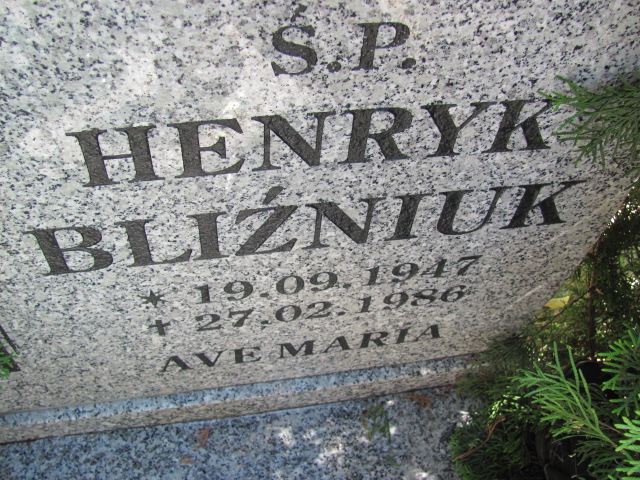 Ś.P.
HENRYK
BLIŹNIUK
* 19.09.1947
+ 27.02.1986
AVE MARIA